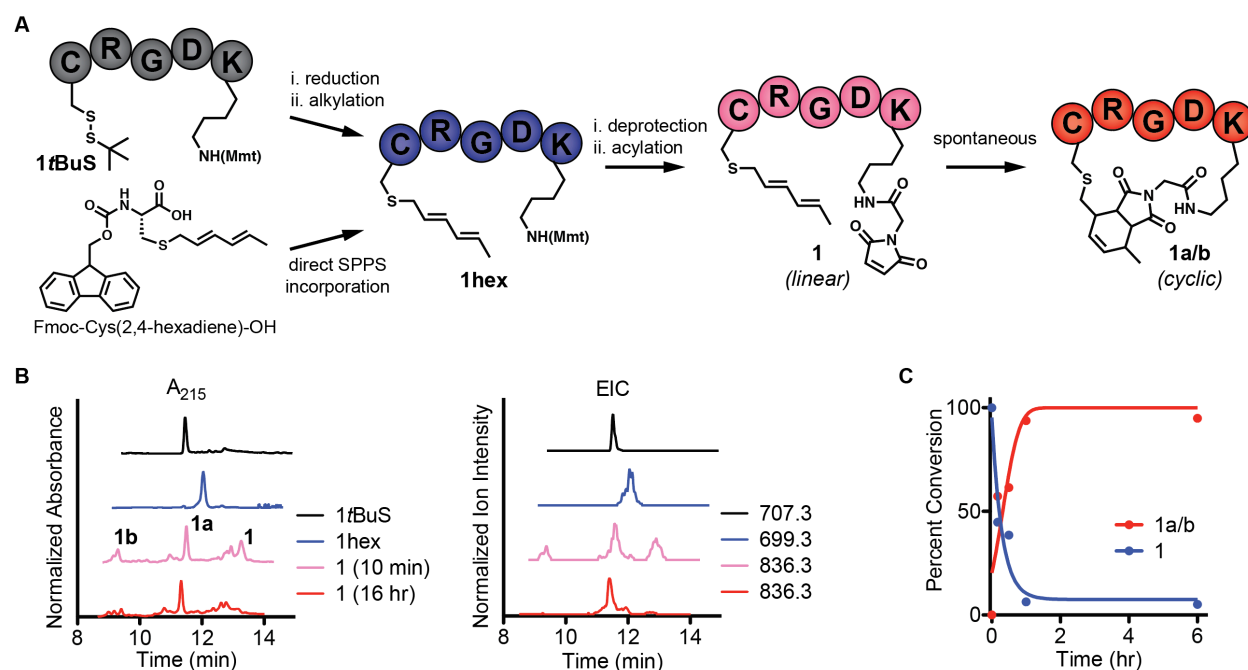 A
C R G D K
i. reduction
ii. alkylation
S
S
1tBuS
NH(Mmt)
O
H
N
O
OH
O
S
Fmoc-Cys(2,4-hexadiene)-OH
direct SPPS
incorporation
C R G D K
S
NH(Mmt)
1hex
i. deprotection
ii. acylation
C R G D K
S
HN
O
N
O
O
1
(linear)
spontaneous
C R G D K
S
O
N
O
O
HN
1a/b
(cyclic)
B
A215
Normalized Absorbance
1b
1a
1
8 10 12 14
Time (min)
1tBuS
1hex
1 (10 min)
1 (16 hr)
EIC
Normalized Ion Intensity
8 10 12 14
Time (min)
707.3
699.3
836.3
836.3
C
Percent Conversion
100
50
0
0 2 4 6
Time (hr)
1a/b
1